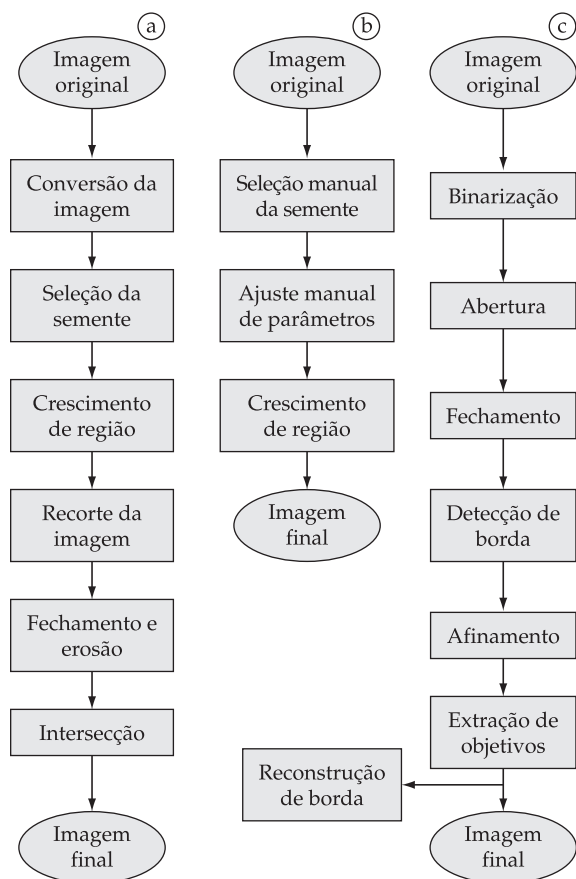 a
Imagem
original
Conversão da
imagem
Seleção da
semente
Crescimento
de região
Recorte da
imagem
Fechamento e
erosão
Intersecção
Imagem
final
b
Imagem
original
Seleção manual
da semente
Ajuste manual
de parâmetros
Crescimento
de região
Imagem
final
c
Imagem
original
Binarização
Abertura
Fechamento
Detecção de
borda
Afinamento
Extração de
objetivos
Reconstrução
de borda
Imagem
final